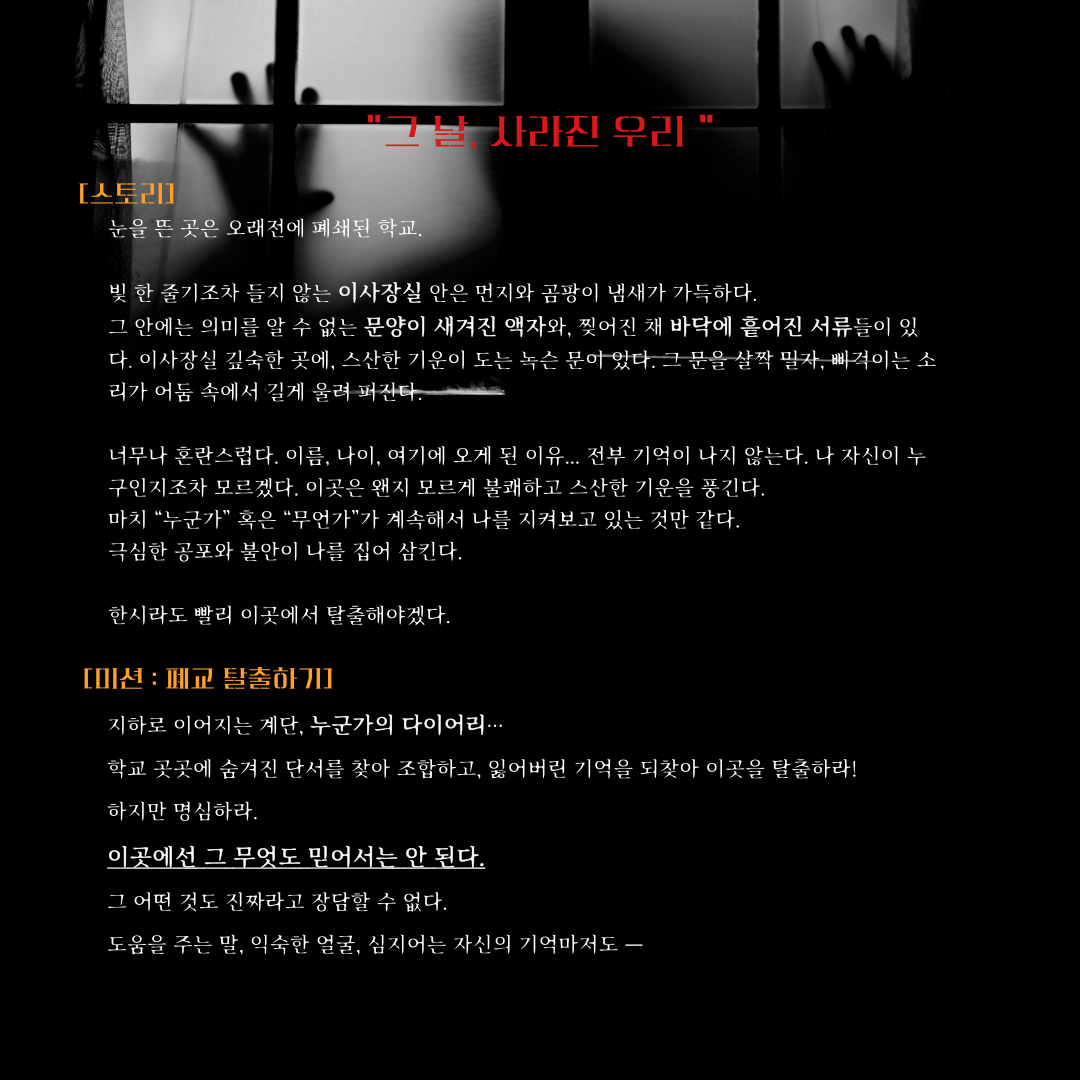 "그 날, 사라진 우리 "
[스토리]
눈을 뜬 곳은 오래전에 폐쇄된 학교.
빛 한 줄기조차 들지 않는 이사장실 안은 먼지와 곰팡이 냄새가 가득하다.
그 안에는 의미를 알 수 없는 문양이 새겨진 액자와, 찢어진 채 바닥에 흩어진 서류들이 있
다. 이사장실 깊숙한 곳에, 스산한 기운이 도는 녹슨 문이 있다. 그 문을 살짝 밀자, 삐걱이는 소
리가 어둠 속에서 길게 울려 퍼진다.
너무나 혼란스럽다. 이름, 나이, 여기에 오게 된 이유... 전부 기억이 나지 않는다. 나 자신이 누
구인지조차 모르겠다. 이곳은 왠지 모르게 불쾌하고 스산한 기운을 풍긴다.
마치 “누군가” 혹은 “무언가”가 계속해서 나를 지켜보고 있는 것만 같다.
극심한 공포와 불안이 나를 집어 삼킨다.
한시라도 빨리 이곳에서 탈출해야겠다.
[미션 : 폐교 탈출하기]
지하로 이어지는 계단, 누군가의 다이어리…
학교 곳곳에 숨겨진 단서를 찾아 조합하고, 잃어버린 기억을 되찾아 이곳을 탈출하라!
하지만 명심하라.
이곳에선 그 무엇도 믿어서는 안 된다.
그 어떤 것도 진짜라고 장담할 수 없다.
도움을 주는 말, 익숙한 얼굴, 심지어는 자신의 기억마저도 —